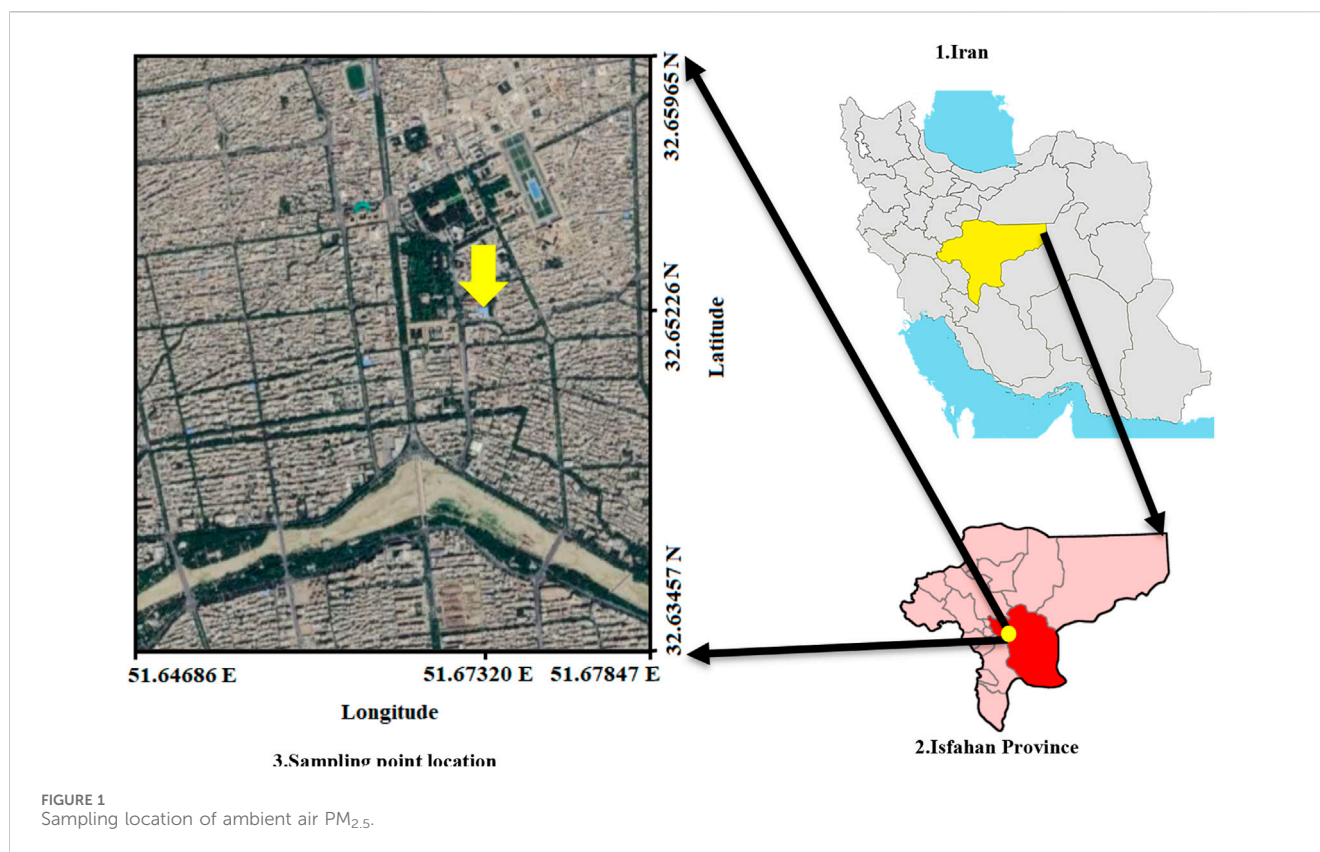 1.Iran
32.65965 N
32.65226 N
Latitude
32.63457 N
51.64686 E
51.67320 E
51.67847 E
Longitude
3.Sampling point location
2.Isfahan Province
FIGURE 1
Sampling location of ambient air PM2.5.